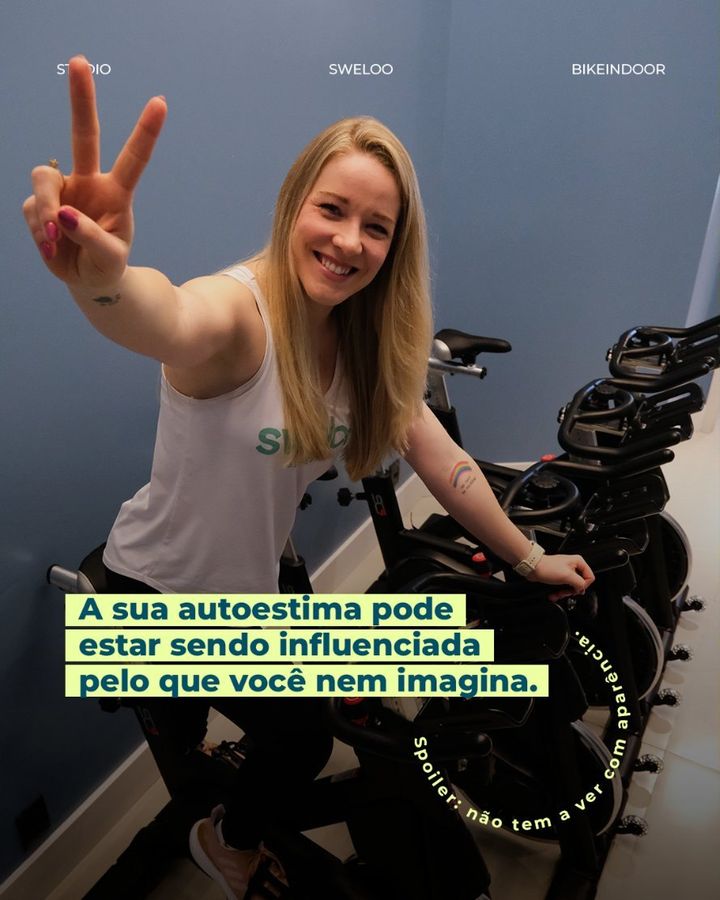 STUDIO
SWELOO
BIKEINDOOR
A sua autoestima pode
estar sendo influenciada
pelo que você nem imagina.
Spoiler: não tem a ver com aparência.